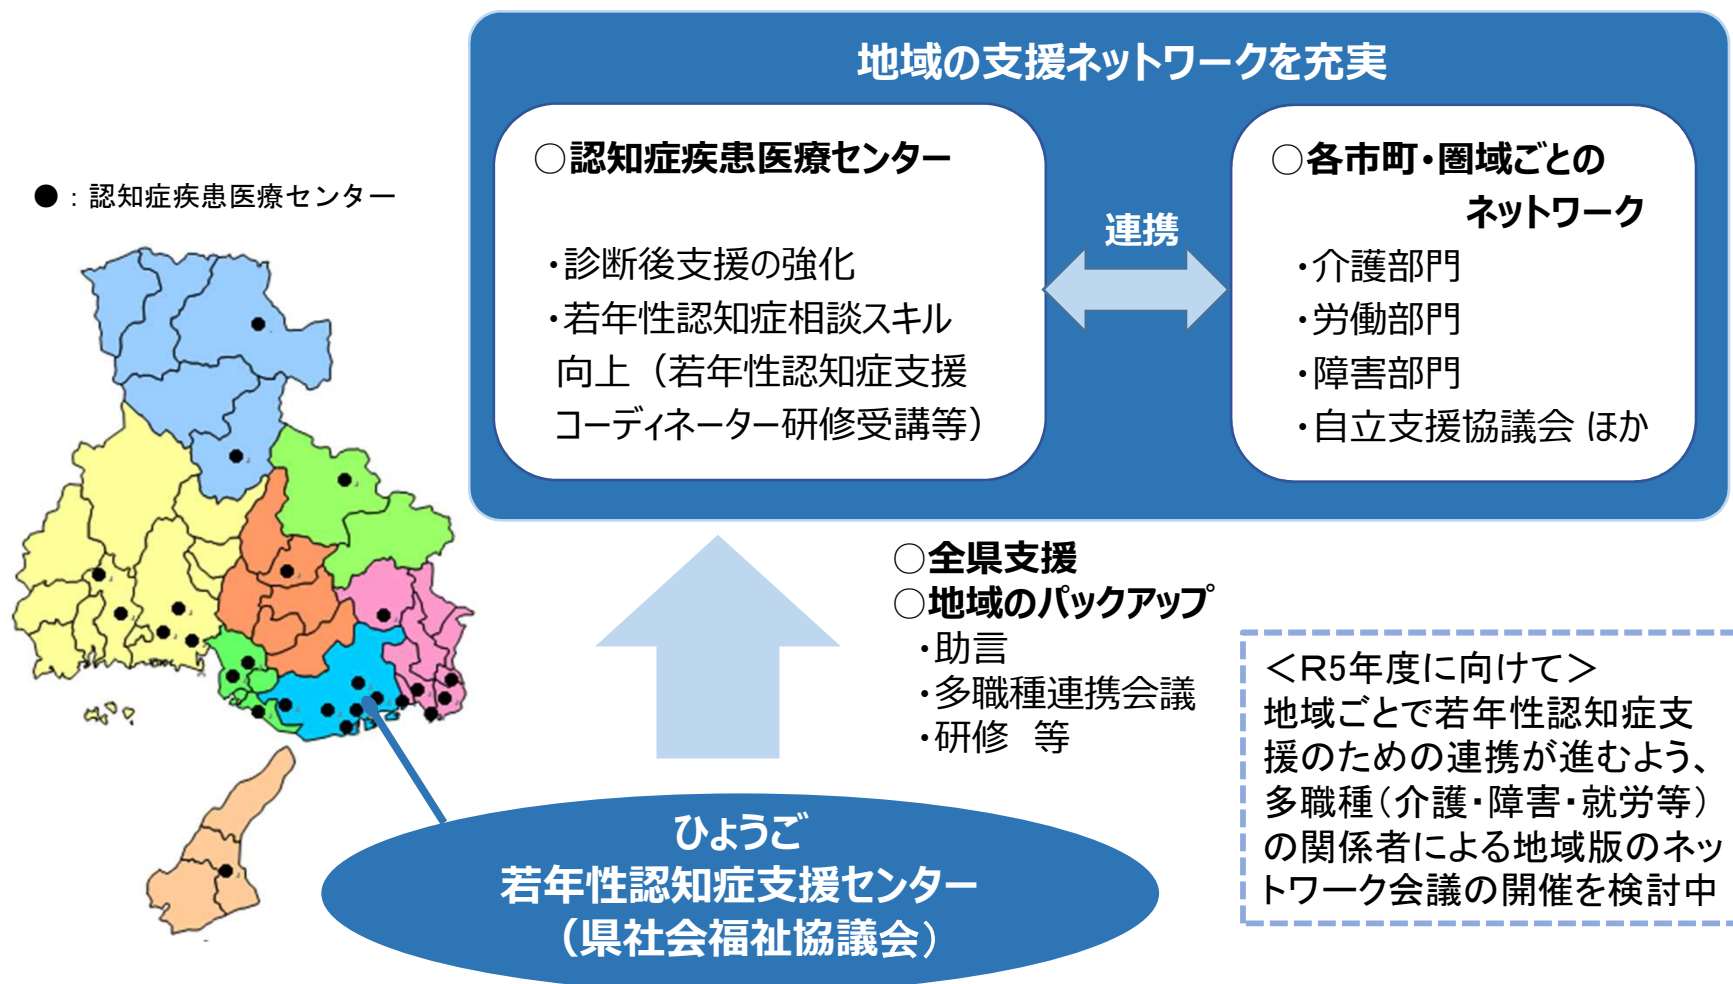 地域の支援ネットワークを充実
○認知症疾患医療センター
・診断後支援の強化
・若年性認知症相談スキル
向上（若年性認知症支援
コーディネーター研修受講等）
連携
○各市町・圏域ごとの
ネットワーク
・介護部門
・労働部門
・障害部門
・自立支援協議会 ほか
●：認知症疾患医療センター
○全県支援
○地域のバックアップ
・助言
・多職種連携会議
・研修　等
＜R5年度に向けて＞
地域ごとで若年性認知症支
援のための連携が進むよう、
多職種（介護・障害・就労等）
の関係者による地域版のネッ
トワーク会議の開催を検討中
ひょうご
若年性認知症支援センター
（県社会福祉協議会）